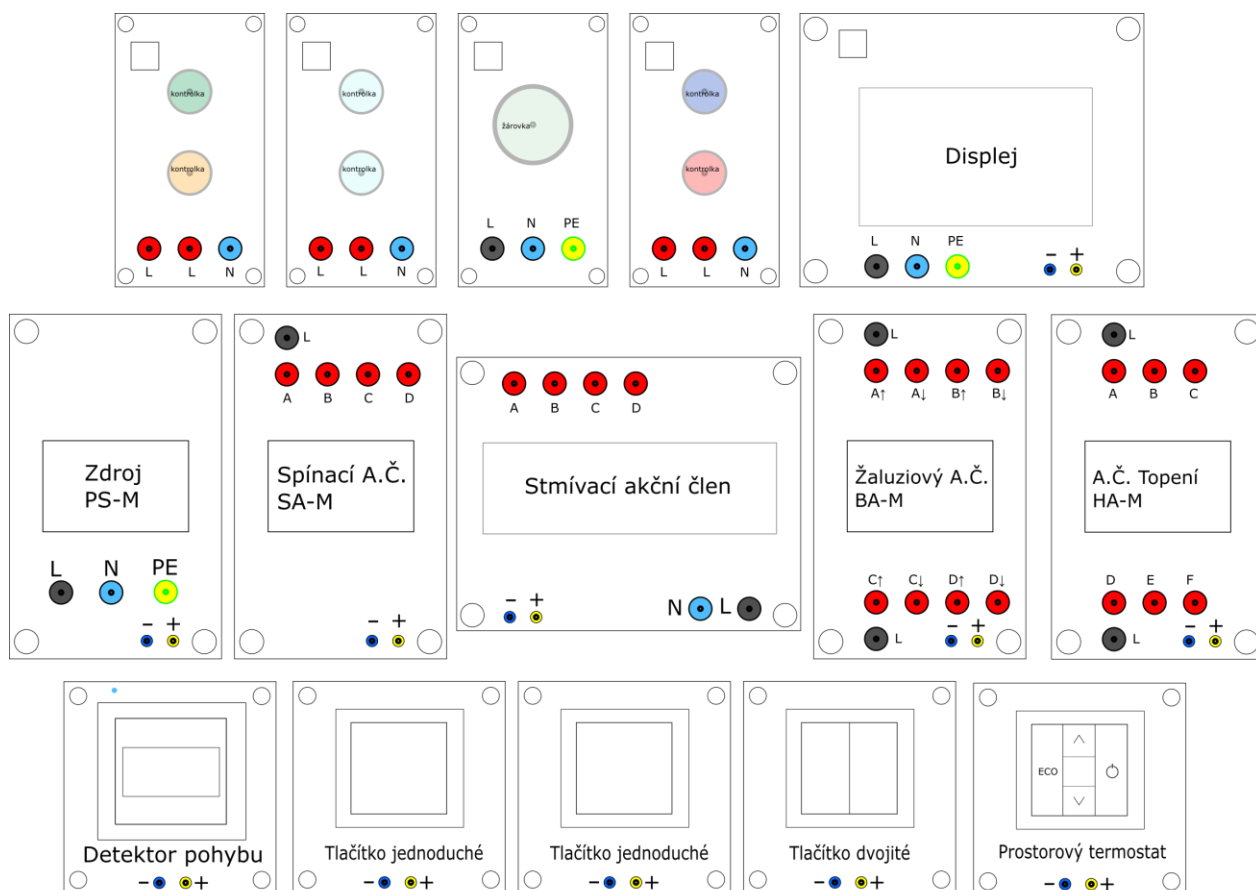 kontrolka
kontrolka
L L N
kontrolka
kontrolka
L L N
žárovka
L N PE
kontrolka
kontrolka
L L N
Displej
L N PE
- +
Zdroj
PS-M
L N PE
- +
L
A B C D
Spínací A.Č.
SA-M
- +
A B C D
Stmívací akční člen
- +
N L
L
A↑ A↓ B↑ B↓
Žaluziový A.Č.
BA-M
C↑ C↓ D↑ D↓
L - +
L
A B C
A.Č. Topení
HA-M
D E F
L - +
Detektor pohybu
- +
Tlačítko jednoduché
- +
Tlačítko jednoduché
- +
Tlačítko dvojité
- +
ECO
Prostorový termostat
- +